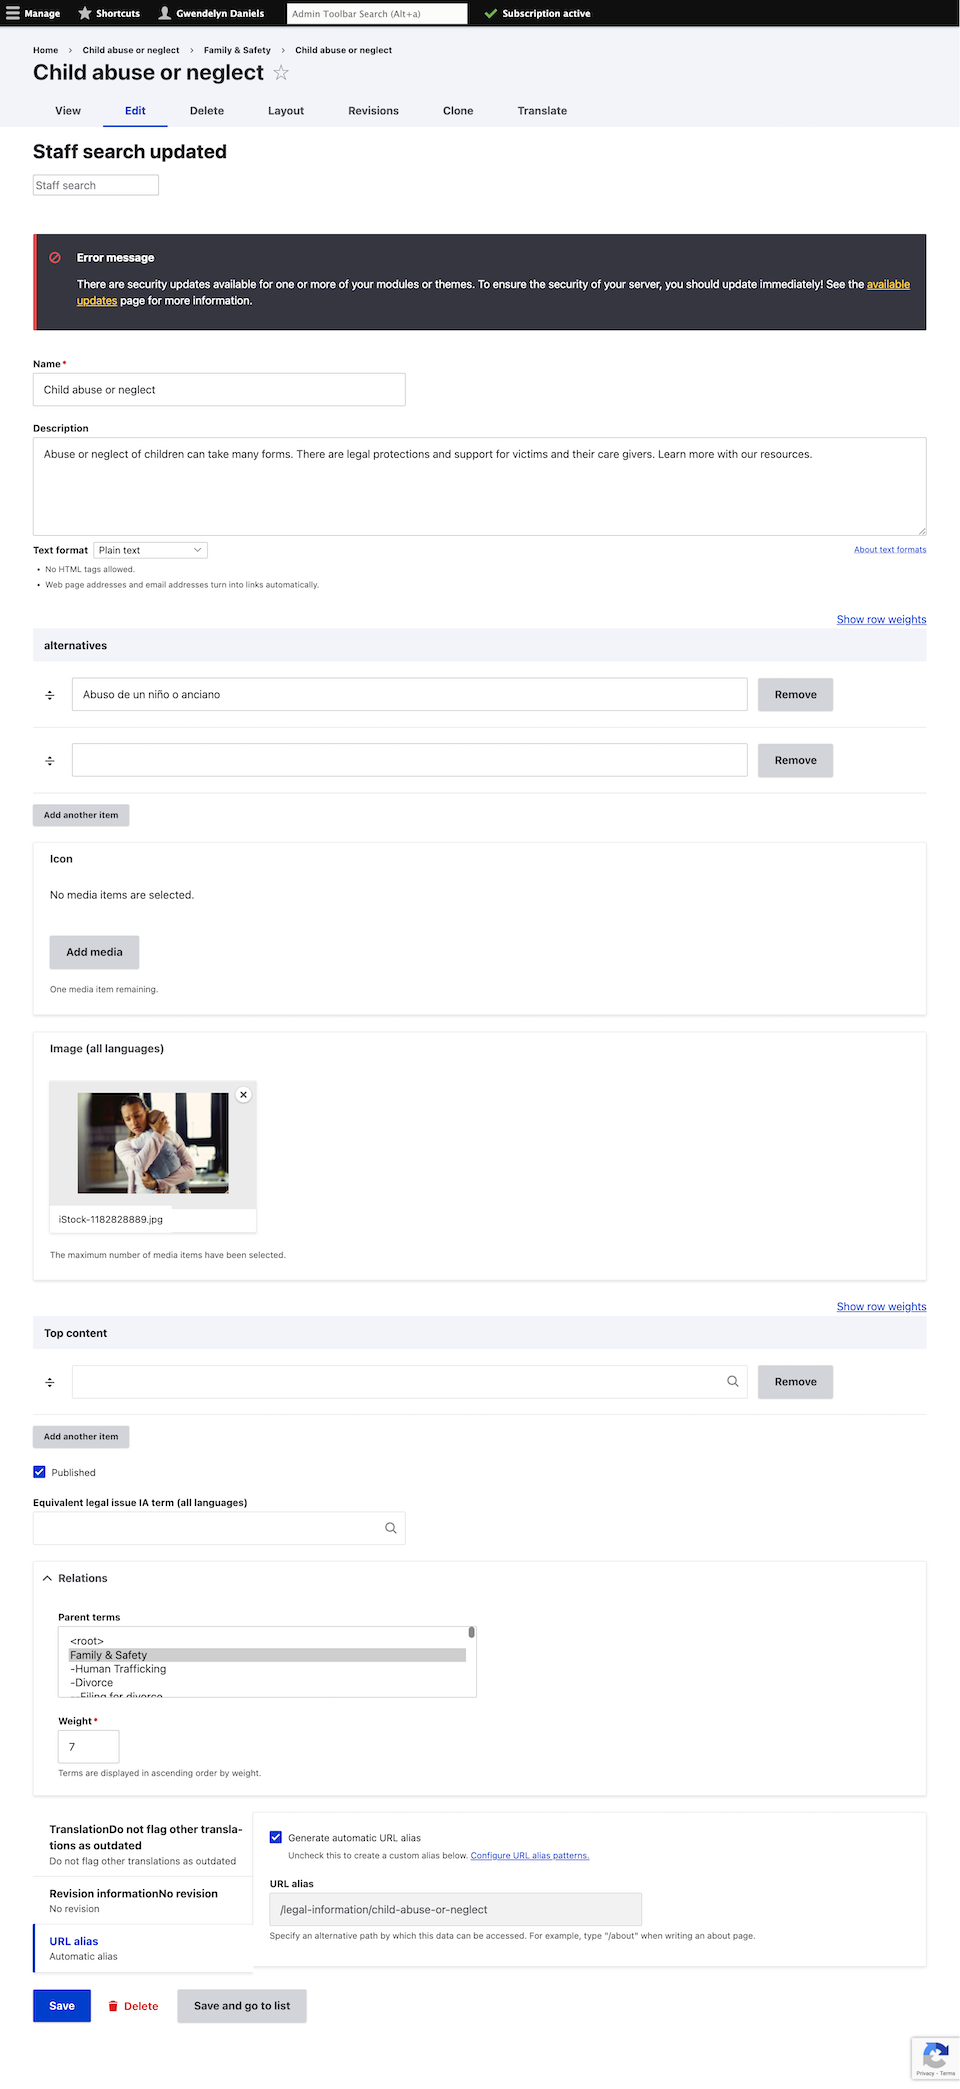 Manage
Shortcuts
Gwendelyn Daniels
Admin Toolbar Search (Alt+a)
Subscription active
Home > Child abuse or neglect > Family & Safety > Child abuse or neglect
Child abuse or neglect
View
Edit
Delete
Layout
Revisions
Clone
Translate
Staff search updated
Staff search
Error message
There are security updates available for one or more of your modules or themes. To ensure the security of your server, you should update immediately! See the available
updates page for more information.
Name*
Child abuse or neglect
Description
Abuse or neglect of children can take many forms. There are legal protections and support for victims and their care givers. Learn more with our resources.
Text format
Plain text
About text formats
• No HTML tags allowed.
• Web page addresses and email addresses turn into links automatically.
Show row weights
alternatives
Abuso de un niño o anciano
Remove
Remove
Add another item
Icon
No media items are selected.
Add media
One media item remaining.
Image (all languages)
iStock-1182828889.jpg
The maximum number of media items have been selected.
Show row weights
Top content
Remove
Add another item
Published
Equivalent legal issue IA term (all languages)
Relations
Parent terms
<root>
Family & Safety
-Human Trafficking
-Divorce
--Filing for divorce
Weight*
7
Terms are displayed in ascending order by weight.
TranslationDo not flag other transla-
tions as outdated
Do not flag other translations as outdated
Revision informationNo revision
No revision
URL alias
Automatic alias
Generate automatic URL alias
Uncheck this to create a custom alias below. Configure URL alias patterns.
URL alias
/legal-information/child-abuse-or-neglect
Specify an alternative path by which this data can be accessed. For example, type "/about" when writing an about page.
Save
Delete
Save and go to list
Privacy - Terms